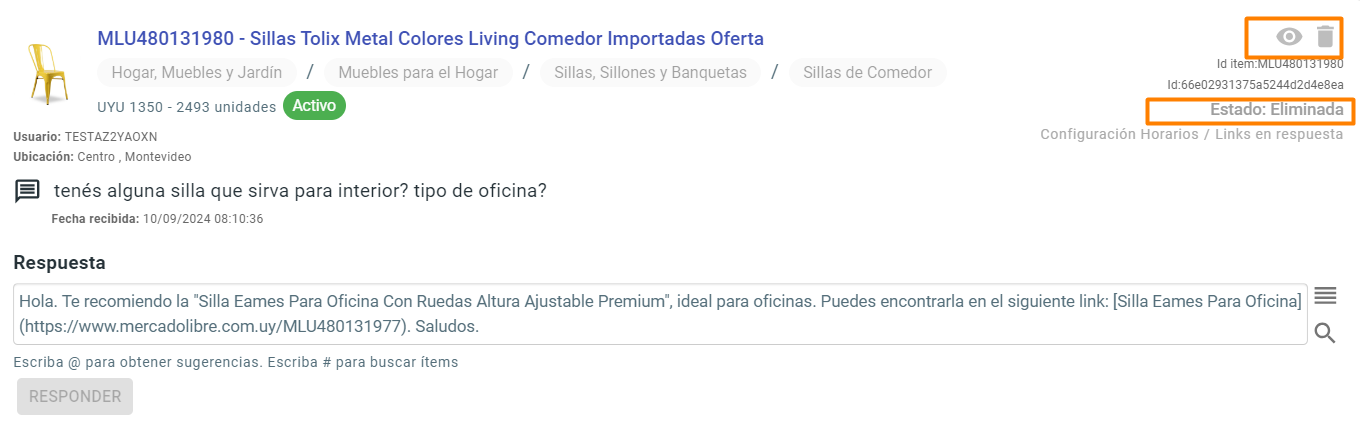 MLU480131980 - Sillas Tolix Metal Colores Living Comedor Importadas Oferta
Hogar, Muebles y Jardín / Muebles para el Hogar / Sillas, Sillones y Banquetas / Sillas de Comedor
UYU 1350 - 2493 unidades Activo
Id item:MLU480131980
Id:66e02931375a5244d2d4e8ea
Estado: Eliminada
Configuración Horarios / Links en respuesta
Usuario: TESTAZ2YAOXN
Ubicación: Centro , Montevideo
tenés alguna silla que sirva para interior? tipo de oficina?
Fecha recibida: 10/09/2024 08:10:36
Respuesta
Hola. Te recomiendo la "Silla Eames Para Oficina Con Ruedas Altura Ajustable Premium", ideal para oficinas. Puedes encontrarla en el siguiente link: [Silla Eames Para Oficina]
(https://www.mercadolibre.com.uy/MLU480131977). Saludos.
Escriba @ para obtener sugerencias. Escriba # para buscar ítems
RESPONDER